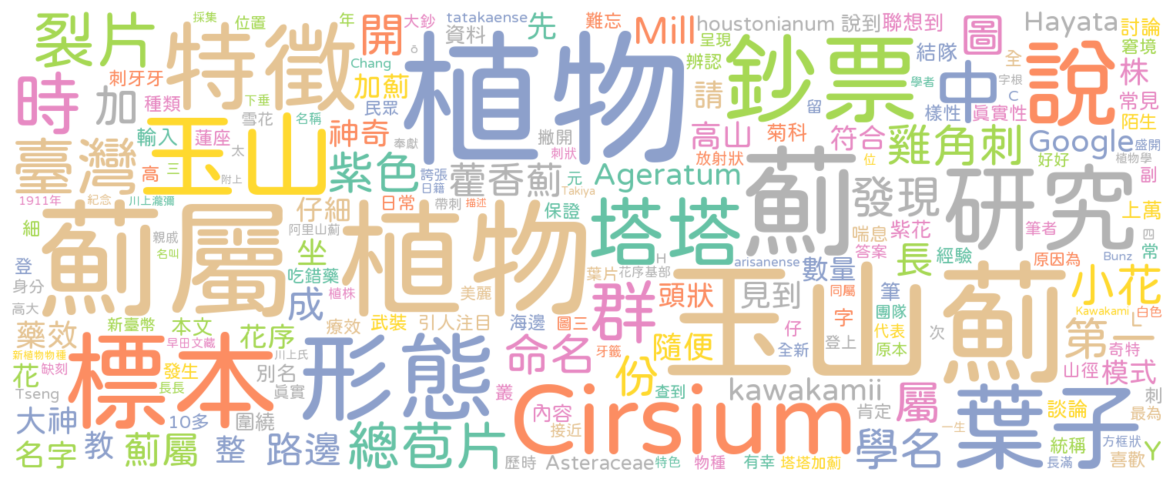 裂片
特徵
採集
位置
年
開
大鈔
tatakaense
資料
先
難忘
Mill
houstonianum
說到
聯想到
Hayata
討論
窘境
時
加
刺牙牙
種類
下垂
雪花
Chang
加薊
民眾
神奇
植物
呈現
辨認
請
鈔票
留
結隊
學者
中
圖
全
字根
C
說
株
常見
陌生
樣性
真實性
臺灣
輸入
蓮座
名稱
玉山
高
三
太
附上
1911年
紀念
川上瀧彌
撇開
奉獻
刺狀
紫色
藿香薊
誇張
日籍
元
日常
帶刺
描述
Takiya
高山
菊科
放射狀
位
符合
雞角刺
Google
盛開
好好
植物學
副
Ageratum
薊
發現
研究
上萬
紫花
筆者
四
常
細
薊屬
親戚
名叫
仔細
阿里山薊
坐
植物
保證
塔塔
喘息
答案
長
經驗
原因為
Bunz
登
身分
高大
吃錯藥
植株
美麗
成
H
葉片
花序基部
arisanense
同屬
數量
群
頭狀
見到
玉山薊
筆
團隊
代表
原本
小花
Kawakami
白色
藥效
新臺幣
本文
花序
療效
武裝
引人注目
海邊
圖三
字
仔
全新
登上
次
第
L
奇特
新植物物種
早田文藏
川上氏
標本
形態
牙籤
命名
份
隨便
山徑
模式
花
缺刻
發生
長長
別名
真實
Tseng
10多
圍繞
叢
Cirsium
查到
kawakamii
肯定
屬
葉子
刺
最為
大神
教
薊屬
整
路邊
總苞片
內容
接近
談論
一生
方框狀
統稱
Y
名字
歷時
Asteraceae
特色
物種
有幸
塔塔加薊
學名
長滿
喜歡